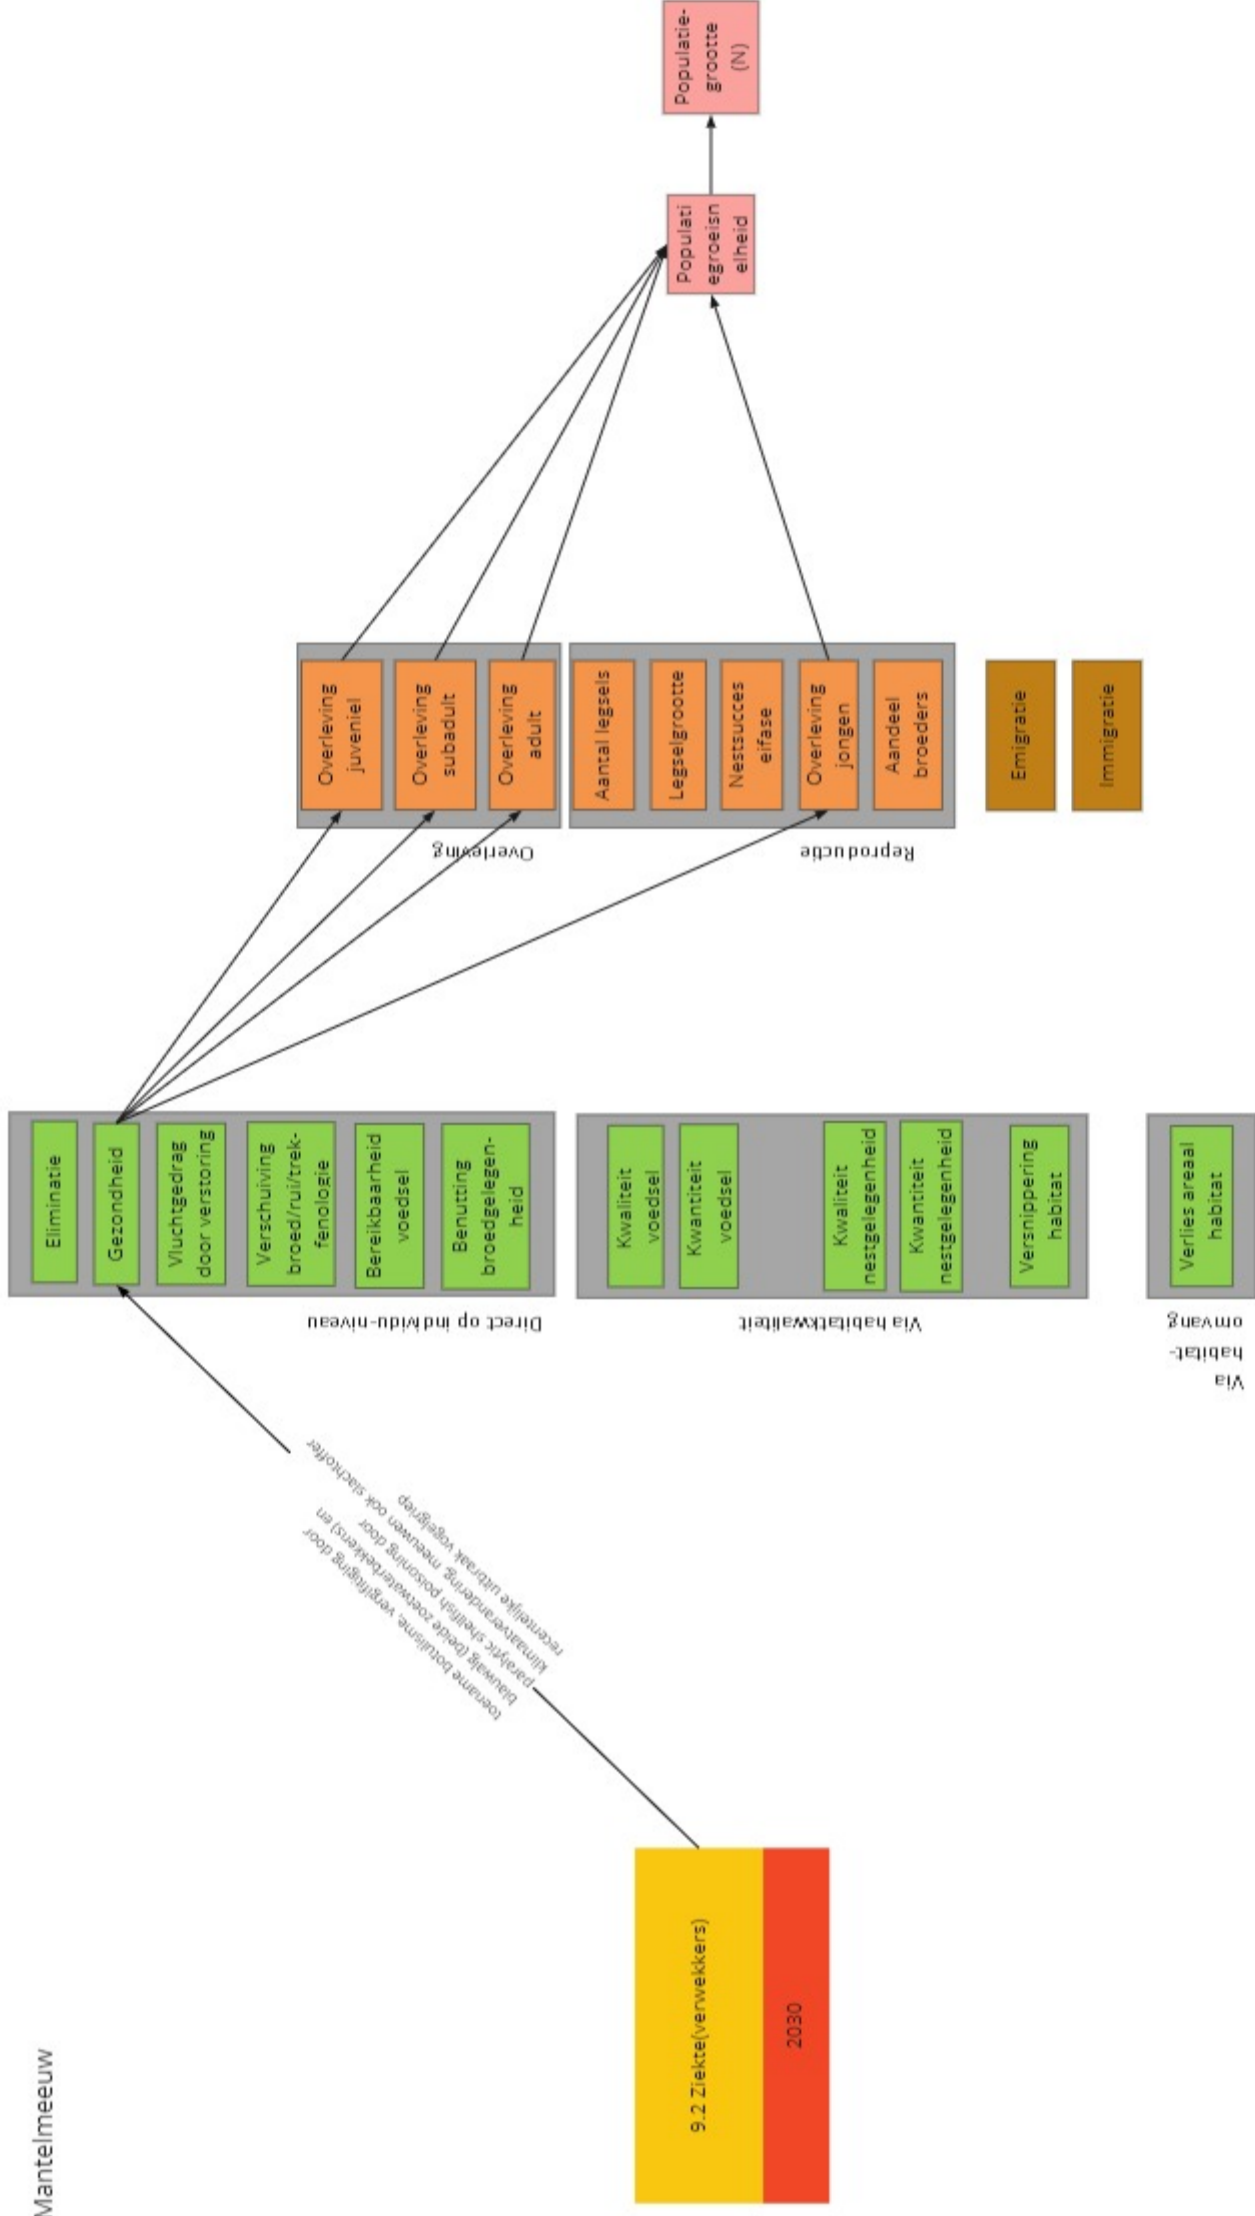 Mantelmeeuw
9.2 Ziekte(verwekkers)
2030
toename botulisme, vergiftiging door
blauwalg (beide zoetwaterbekkens) en
paralytic shellfish poisoning door
klimaatverandering, meeuwen ook slachtoffer
recentelijke uitbraak vogelgriep
Direct op individu-niveau
Eliminatie
Gezondheid
Vluchtgedrag
door verstoring
Verschuiving
broed/rui/trek-
fenologie
Bereikbaarheid
voedsel
Benutting
broedgelegen-
heid
Via habitatkwaliteit
Kwaliteit
voedsel
Kwantiteit
voedsel
Kwaliteit
nestgelegenheid
Kwantiteit
nestgelegenheid
Versnippering
habitat
Via
habitat-
omvang
Verlies areaal
habitat
Overleving
Overleving
juveniel
Overleving
subadult
Overleving
adult
Reproductie
Aantal legsels
Legselgrootte
Nestsucces
eifase
Overleving
jongen
Aandeel
broeders
Emigratie
Immigratie
Populati
egroeisn
elheid
Populatie-
grootte
(N)